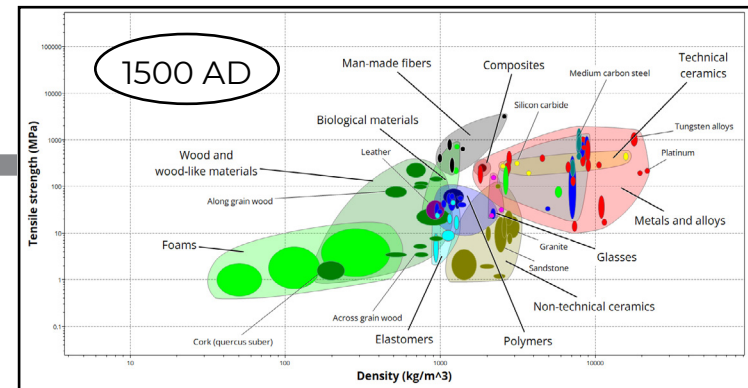 1500 AD
Man-made fibers
Composites
Technical
ceramics
Medium carbon steel
Silicon carbide
Biological materials
Tungsten alloys
Leather
Wood and
wood-like materials
Platinum
Along grain wood
Metals and alloys
Foams
Granite
Glasses
Sandstone
Non-technical ceramics
Across grain wood
Elastomers
Polymers
Cork (quercus suber)
Tensile strength (MPa)
100000
10000
1000
100
10
1
0.1
10
100
1000
10000
Density (kg/m^3)